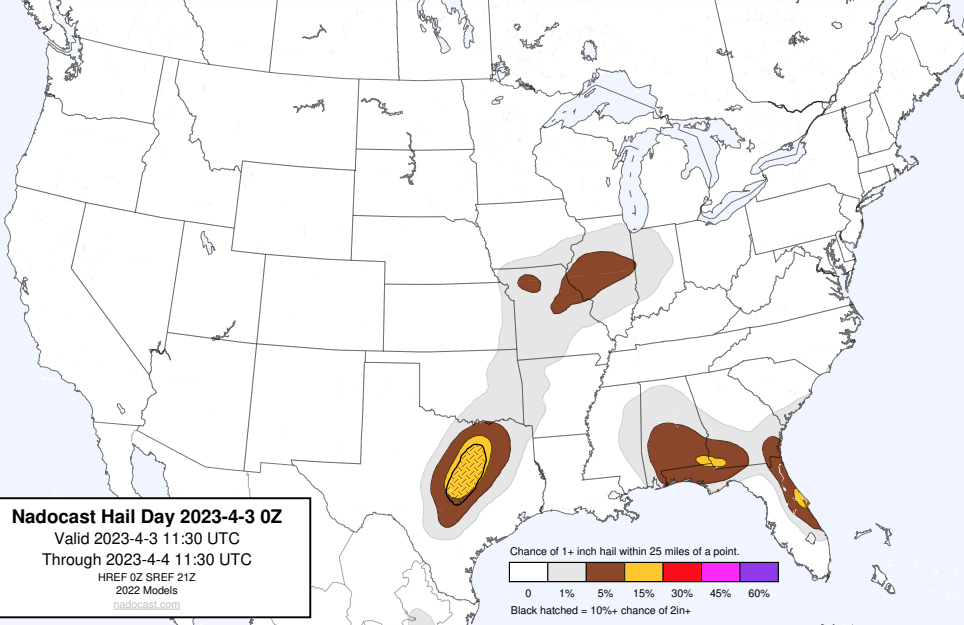 Nadocast Hail Day 2023-4-3 0Z
Valid 2023-4-3 11:30 UTC
Through 2023-4-4 11:30 UTC
HREF 0Z SREF 21Z
2022 Models
nadocast.com
Chance of 1+ inch hail within 25 miles of a point.
0 1% 5% 15% 30% 45% 60%
Black hatched = 10%+ chance of 2in+